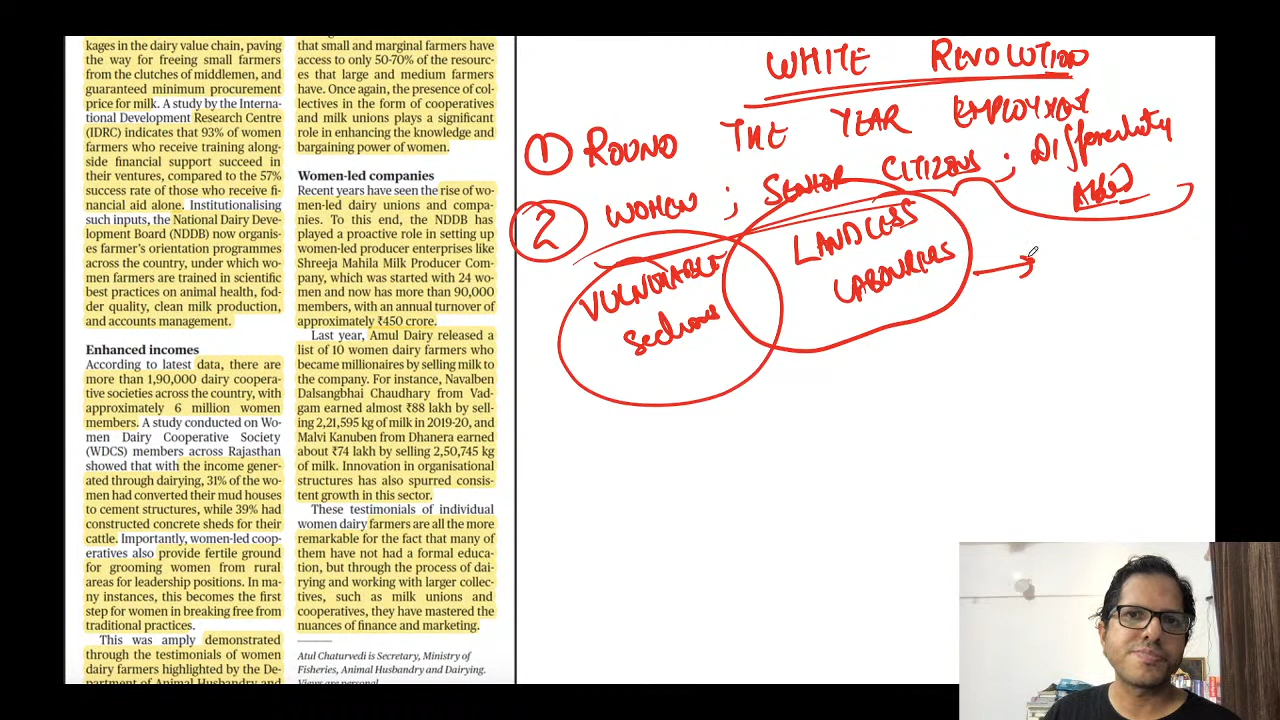 kages in the dairy value chain, paving
the way for freeing small farmers
from the clutches of middlemen, and
guaranteed minimum procurement
price for milk. A study by the Interna-
tional Development Research Centre
(IDRC) indicates that 93% of women
farmers who receive training along-
side financial support succeed in
their ventures, compared to the 57%
success rate of those who receive fi-
nancial aid alone. Institutionalising
such inputs, the National Dairy Deve-
lopment Board (NDDB) now organis-
es farmer's orientation programmes
across the country, under which wo-
men farmers are trained in scientific
best practices on animal health, fod-
der quality, clean milk production,
and accounts management.
Enhanced incomes
According to latest data, there are
more than 1,90,000 dairy coopera-
tive societies across the country, with
approximately 6 million women
members. A study conducted on Wo-
men Dairy Cooperative Society
(WDCS) members across Rajasthan
showed that with the income gener-
ated through dairying, 31% of the wo-
men had converted their mud houses
to cement structures, while 39% had
constructed concrete sheds for their
cattle. Importantly, women-led coop-
eratives also provide fertile ground
for grooming women from rural
areas for leadership positions. In ma-
ny instances, this becomes the first
step for women in breaking free from
traditional practices.
This was amply demonstrated
through the testimonials of women
dairy farmers highlighted by the De-
partment of Animal Husbandry and
that small and marginal farmers have
access to only 50-70% of the resourc-
es that large and medium farmers
have. Once again, the presence of col-
lectives in the form of cooperatives
and milk unions plays a significant
role in enhancing the knowledge and
bargaining power of women.
Women-led companies
Recent years have seen the rise of wo-
men-led dairy unions and compa-
nies. To this end, the NDDB has
played a proactive role in setting up
women-led producer enterprises like
Shreeja Mahila Milk Producer Com-
pany, which was started with 24 wo-
men and now has more than 90,000
members, with an annual turnover of
approximately ₹450 crore.
Last year, Amul Dairy released a
list of 10 women dairy farmers who
became millionaires by selling milk to
the company. For instance, Navalben
Dalsangbhai Chaudhary from Vad-
gam earned almost ₹88 lakh by sell-
ing 2,21,595 kg of milk in 2019-20, and
Malvi Kanuben from Dhanera earned
about ₹74 lakh by selling 2,50,745 kg
of milk. Innovation in organisational
structures has also spurred consis-
tent growth in this sector.
These testimonials of individual
women dairy farmers are all the more
remarkable for the fact that many of
them have not had a formal educa-
tion, but through the process of dai-
rying and working with larger collec-
tives, such as milk unions and
cooperatives, they have mastered the
nuances of finance and marketing.
Atul Chaturvedi is Secretary, Ministry of
Fisheries, Animal Husbandry and Dairying.
Views are personal
WHITE REVOLUTION
1 ROUND THE YEAR EMPLOYMENT
2 WOMEN ; SENIOR CITIZENS ; Differently
Abled
VULNERABLE
Sections
LANDLESS
LABOURERS